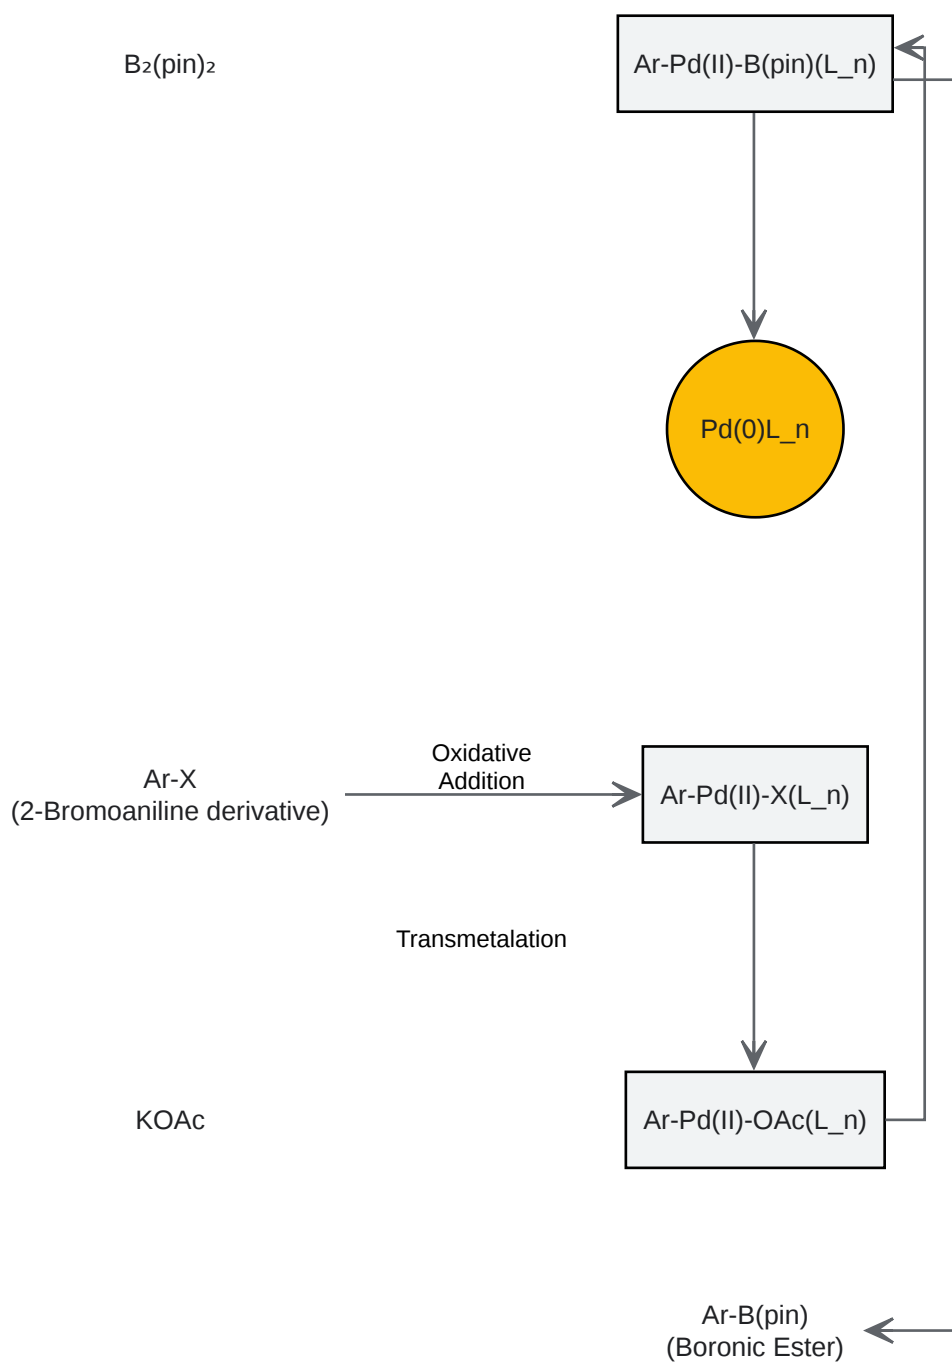 B₂(pin)₂
Ar-Pd(II)-B(pin)(L_n)
Pd(0)L_n
Oxidative
Addition
Ar-X
(2-Bromoaniline derivative)
Ar-Pd(II)-X(L_n)
Transmetalation
KOAc
Ar-Pd(II)-OAc(L_n)
Ar-B(pin)
(Boronic Ester)